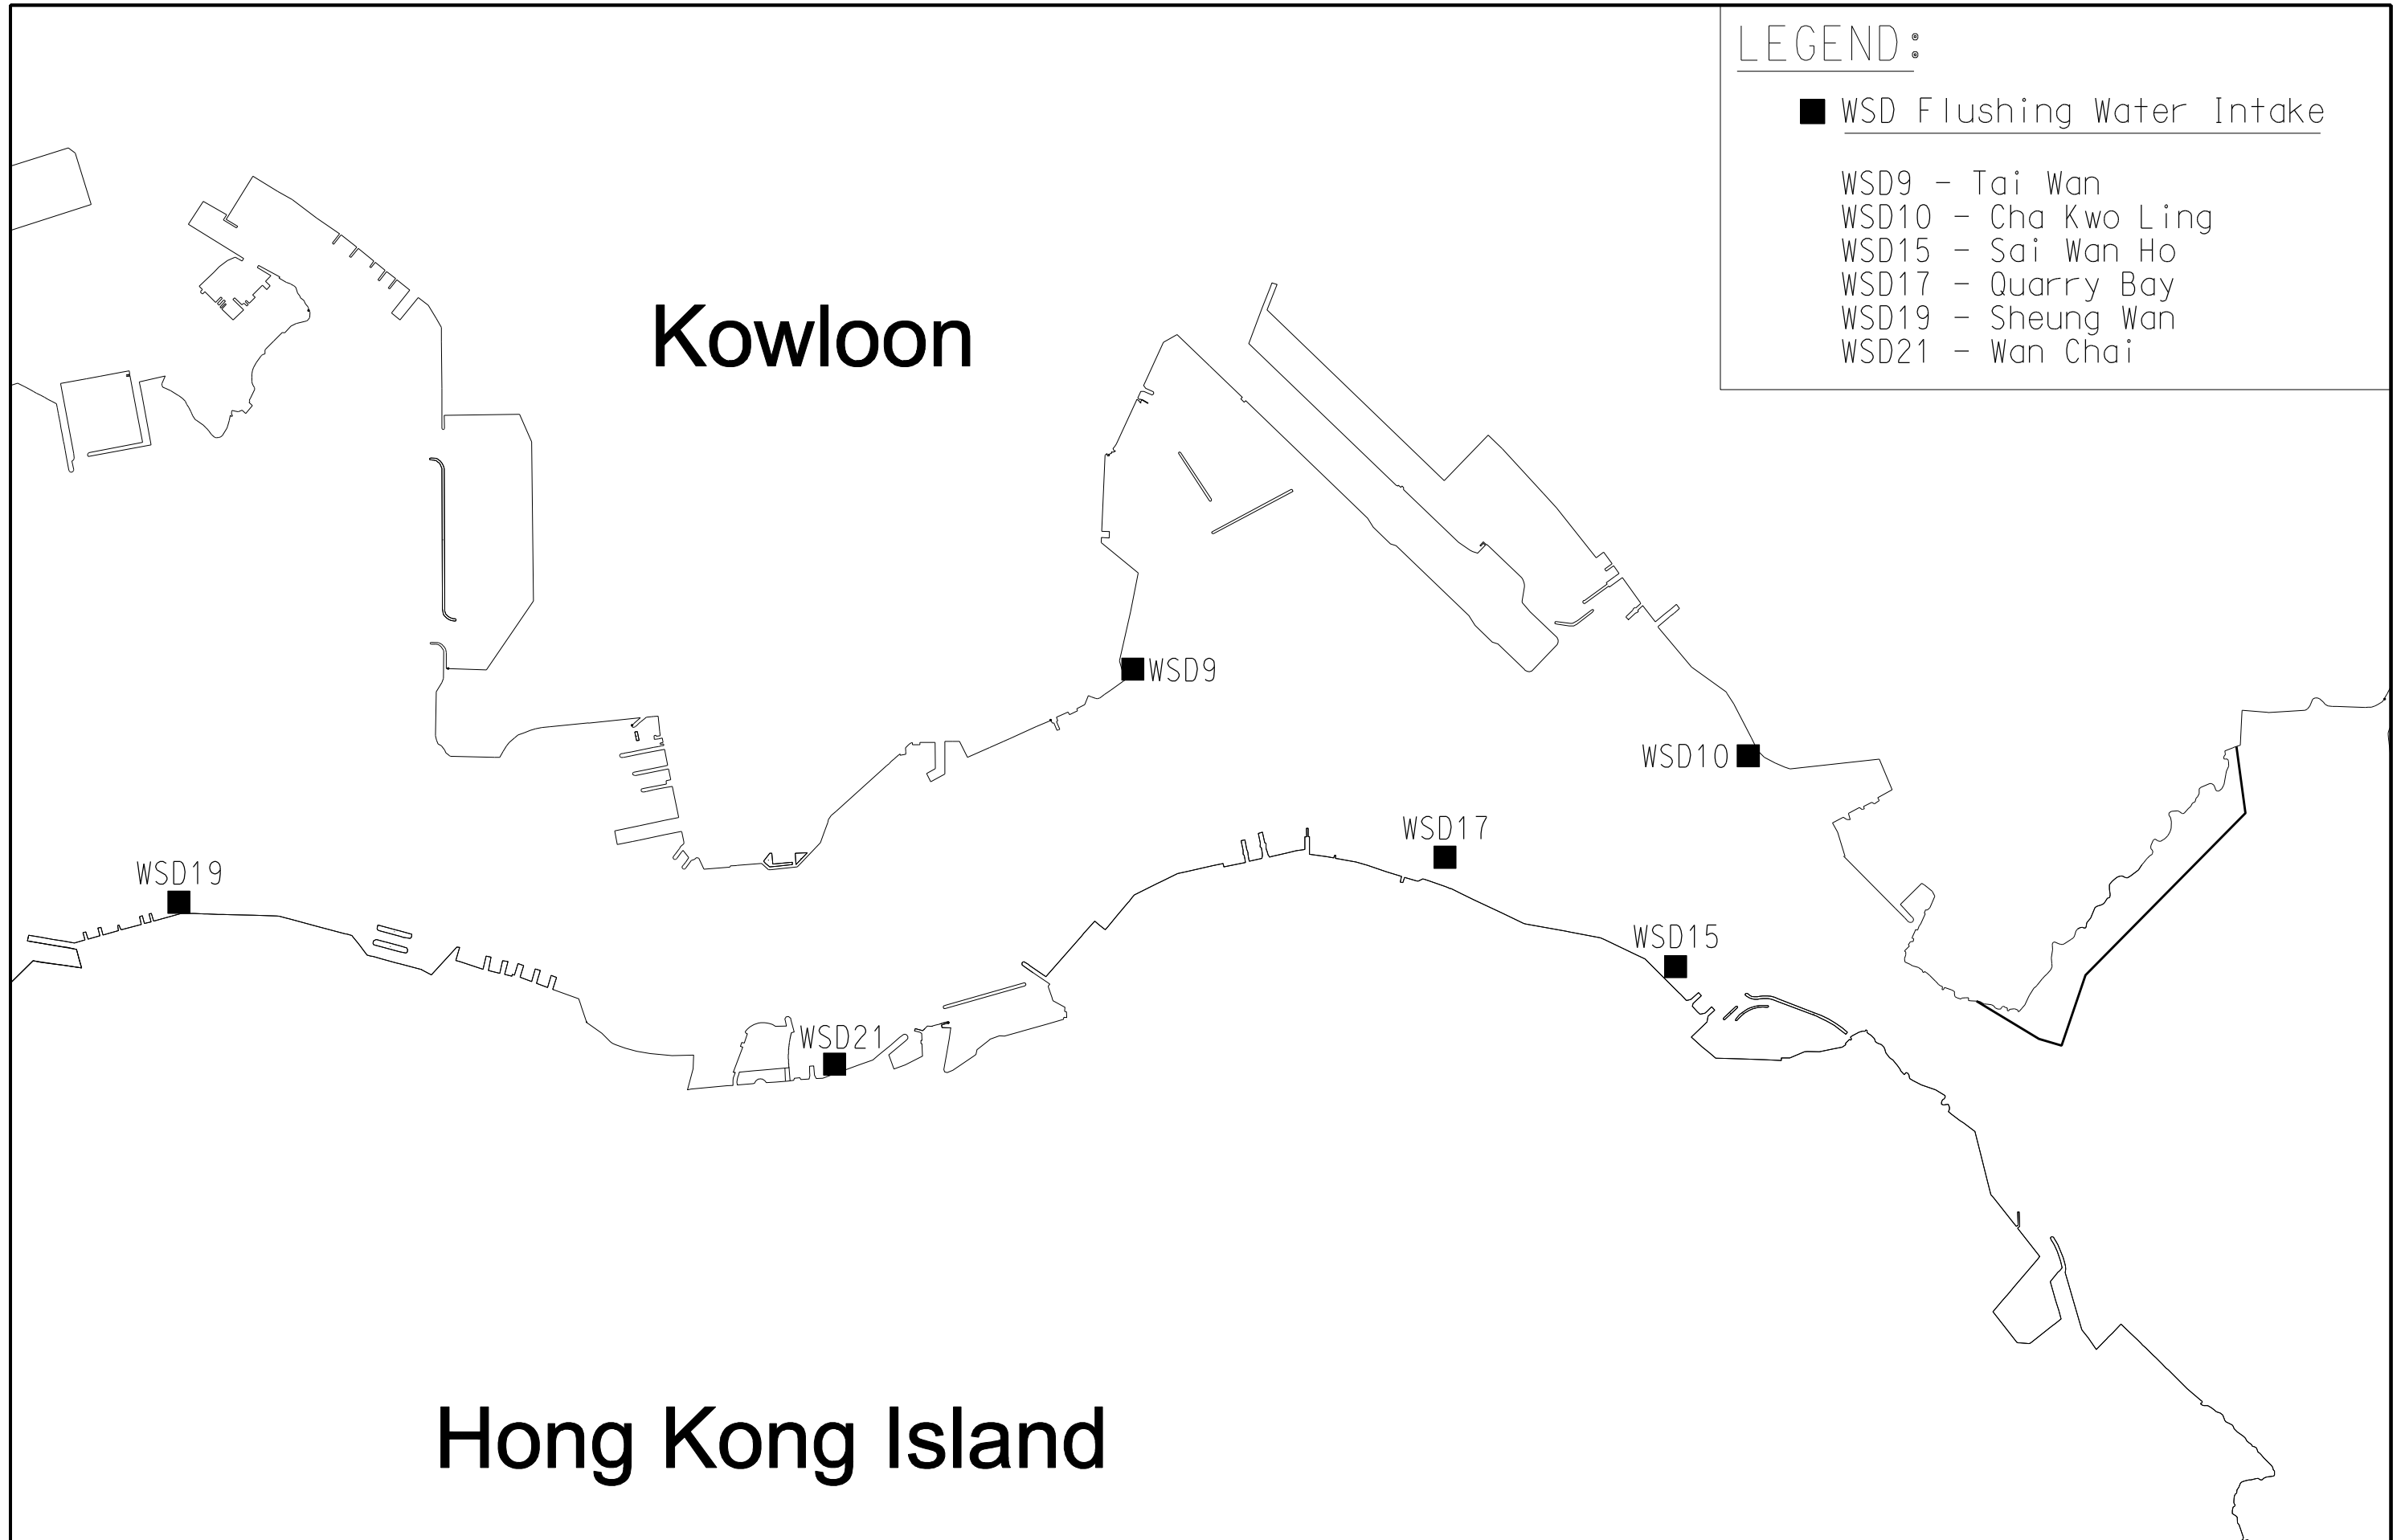 LEGEND:
WSD Flushing Water Intake
WSD9 - Tai Wan
WSD10 - Cha Kwo Ling
WSD15 - Sai Wan Ho
WSD17 - Quarry Bay
WSD19 - Sheung Wan
WSD21 - Wan Chai
Kowloon
WSD9
WSD10
WSD17
WSD19
WSD15
WSD21
Hong Kong Island